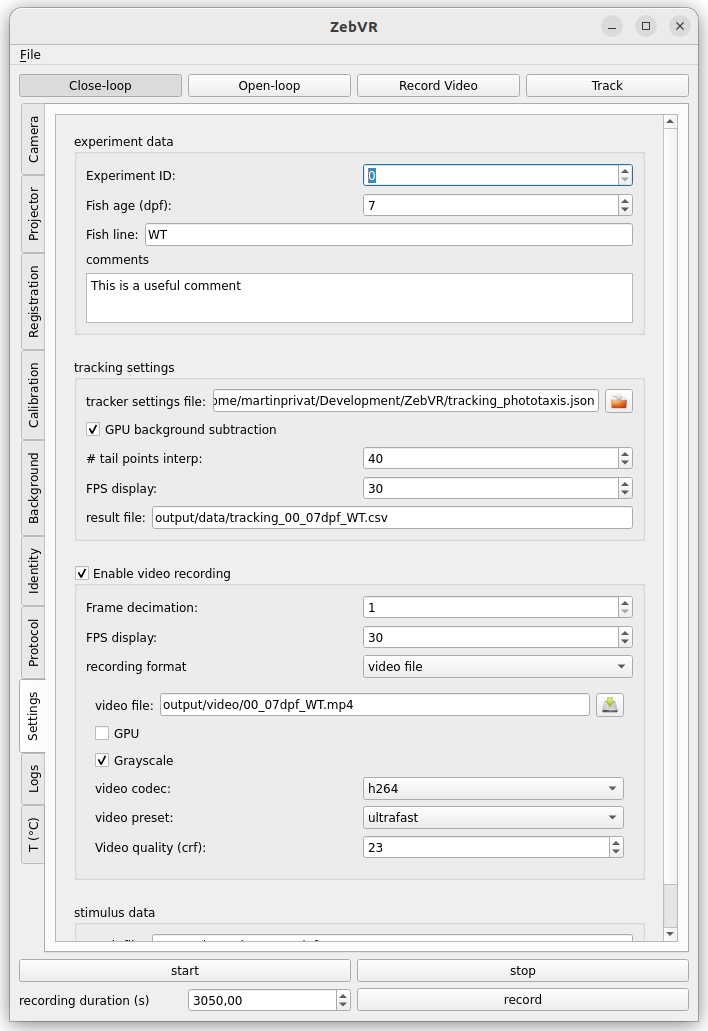 ZebVR
File
Close-loop Open-loop Record Video Track
Camera
Projector
Registration
Calibration
Background
Identity
Protocol
Settings
Logs
T (°C)
experiment data
Experiment ID: 0
Fish age (dpf): 7
Fish line: WT
comments
This is a useful comment
tracking settings
tracker settings file: ome/martinprivat/Development/ZebVR/tracking_phototaxis.json
GPU background subtraction
# tail points interp: 40
FPS display: 30
result file: output/data/tracking_00_07dpf_WT.csv
Enable video recording
Frame decimation: 1
FPS display: 30
recording format video file
video file: output/video/00_07dpf_WT.mp4
GPU
Grayscale
video codec: h264
video preset: ultrafast
Video quality (crf): 23
stimulus data
start stop
recording duration (s) 3050,00 record